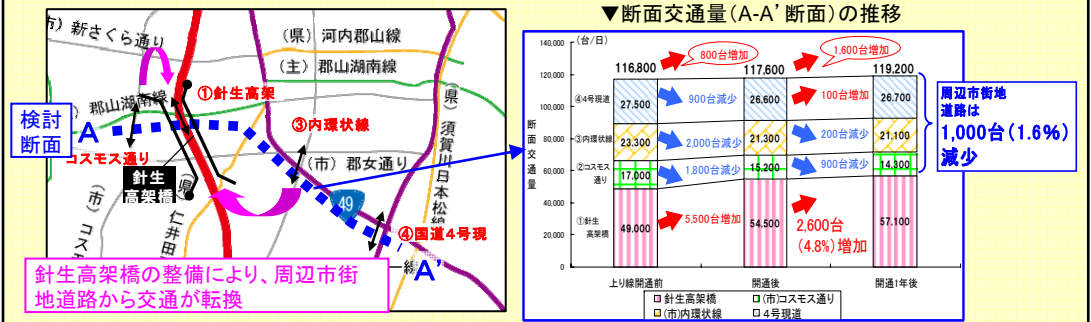 ▼断面交通量(A-A’断面)の推移
(市)新さくら通り
(県)河内郡山線
(主)郡山湖南線
郡山湖南線
①針生高架
③内環状線
(県)須賀川日本松線
検討
断面
A
コスモス通り
(市)郡女通り
針生
高架橋
(県)仁井田
(市)コスモ
49
④国道4号現
線
A'
針生高架橋の整備により、周辺市街
地道路から交通が転換
(台/日)
140,000
120,000
100,000
80,000
60,000
40,000
20,000
0
断面交通量
116,800
800台増加
117,600
1,600台増加
119,200
④4号現道
27,500
900台減少
26,600
100台増加
26,700
③内環状線
23,300
2,000台減少
21,300
200台減少
21,100
②コスモス
通り
17,000
1,800台減少
15,200
900台減少
14,300
①針生
高架橋
49,000
5,500台増加
54,500
2,600台
(4.8%)増加
57,100
上り線開通前
開通後
開通1年後
針生高架橋
(市)コスモス通り
(市)内環状線
4号現道
周辺市街地
道路は
1,000台(1.6%)
減少